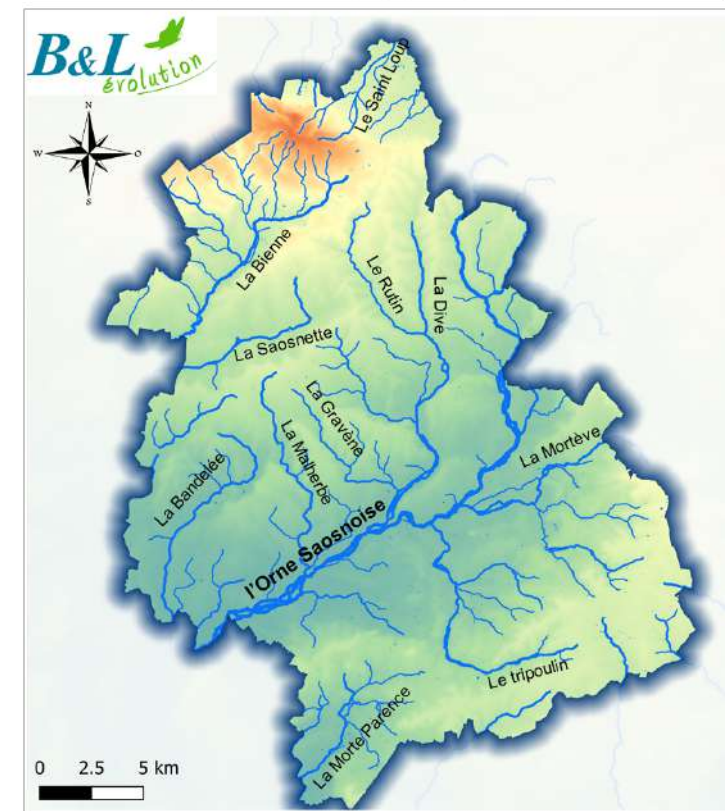 B&L
évolution
N
W
O
S
Le Saint Loup
La Bienne
Le Rutin
La Dive
La Saosnette
La Gravène
La Malherbe
La Bandelée
La Mortève
l'Orne Saosnoise
Le tripoulin
La Morte Parence
0 2.5 5 km